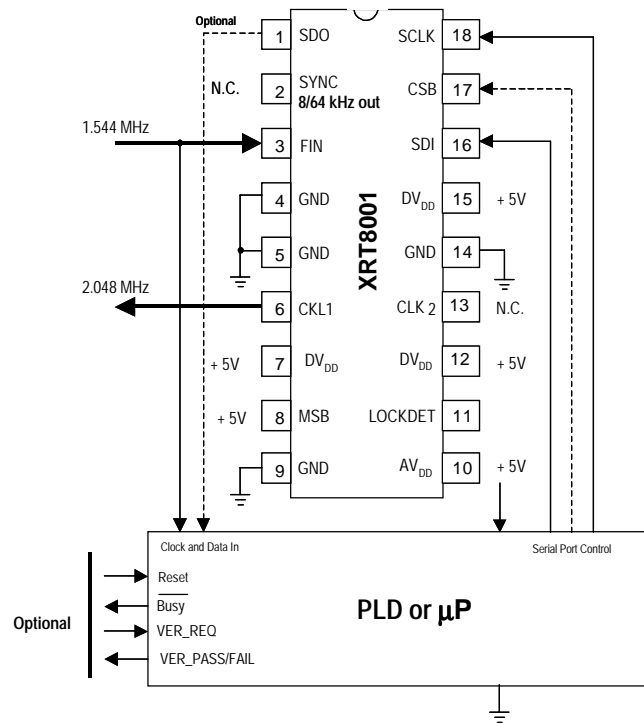 Optional
1 SDO SCLK 18
N.C. 2 SYNC CSB 17
8/64 kHz out
1.544 MHz
3 FIN SDI 16
4 GND DVDD 15 + 5V
XRT8001
5 GND GND 14
2.048 MHz
6 CKL1 CLK 2 13 N.C.
+ 5V 7 DVDD DVDD 12 + 5V
+ 5V 8 MSB LOCKDET 11
9 GND AVDD 10 + 5V
Clock and Data In Serial Port Control
Reset
Busy
Optional
VER_REQ
VER_PASS/FAIL
PLD or µP